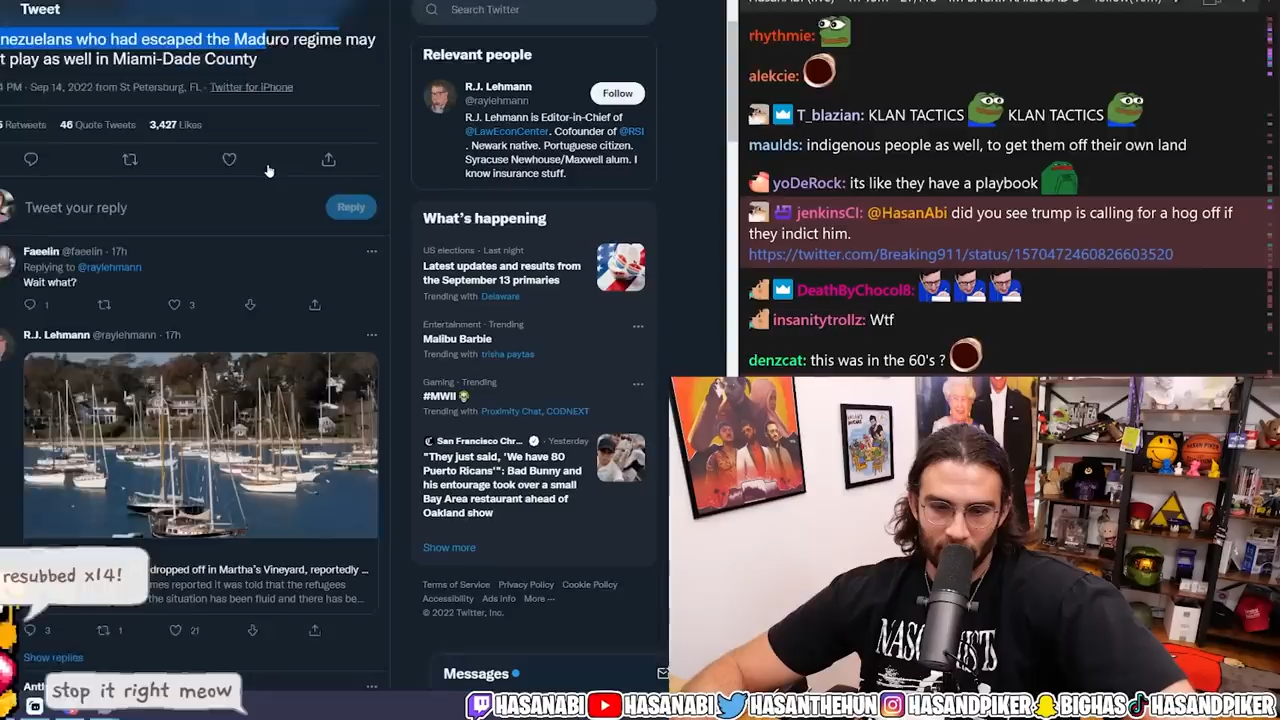 Tweet
nezuelans who had escaped the Maduro regime may
t play as well in Miami-Dade County
PM · Sep 14, 2022 from St Petersburg, FL · Twitter for iPhone
Retweets 46 Quote Tweets 3,427 Likes
Tweet your reply
Reply
Faeelin @faeelin · 17h
Replying to @raylehmann
Wait what?
1
3
R.J. Lehmann @raylehmann · 17h
dropped off in Martha's Vineyard, reportedly ...
mes reported it was told that the refugees
the situation has been fluid and there has be...
3
1
21
Show replies
resubbed x14!
stop it right meow
Search Twitter
Relevant people
R.J. Lehmann
@raylehmann
Follow
R.J. Lehmann is Editor-in-Chief of
@LawEconCenter. Cofounder of @RSI
. Newark native. Portuguese citizen.
Syracuse Newhouse/Maxwell alum. I
know insurance stuff.
What's happening
US elections · Last night
Latest updates and results from
the September 13 primaries
Trending with Delaware
Entertainment · Trending
Malibu Barbie
Trending with trisha paytas
Gaming · Trending
#MWII
Trending with Proximity Chat, CODNEXT
San Francisco Chr... · Yesterday
"They just said, 'We have 80
Puerto Ricans'": Bad Bunny and
his entourage took over a small
Bay Area restaurant ahead of
Oakland show
Show more
Terms of Service Privacy Policy Cookie Policy
Accessibility Ads info More ...
© 2022 Twitter, Inc.
Messages
rhythmie:
alekcie:
T_blazian: KLAN TACTICS KLAN TACTICS
maulds: indigenous people as well, to get them off their own land
yoDeRock: its like they have a playbook
jenkinsCI: @HasanAbi did you see trump is calling for a hog off if
they indict him.
https://twitter.com/Breaking911/status/1570472460826603520
DeathByChocol8:
insanitytrollz: Wtf
denzcat: this was in the 60's ?
HASANABI HASANABI HASANTHEHUN HASANDPIKER BIGHAS HASANDPIKER